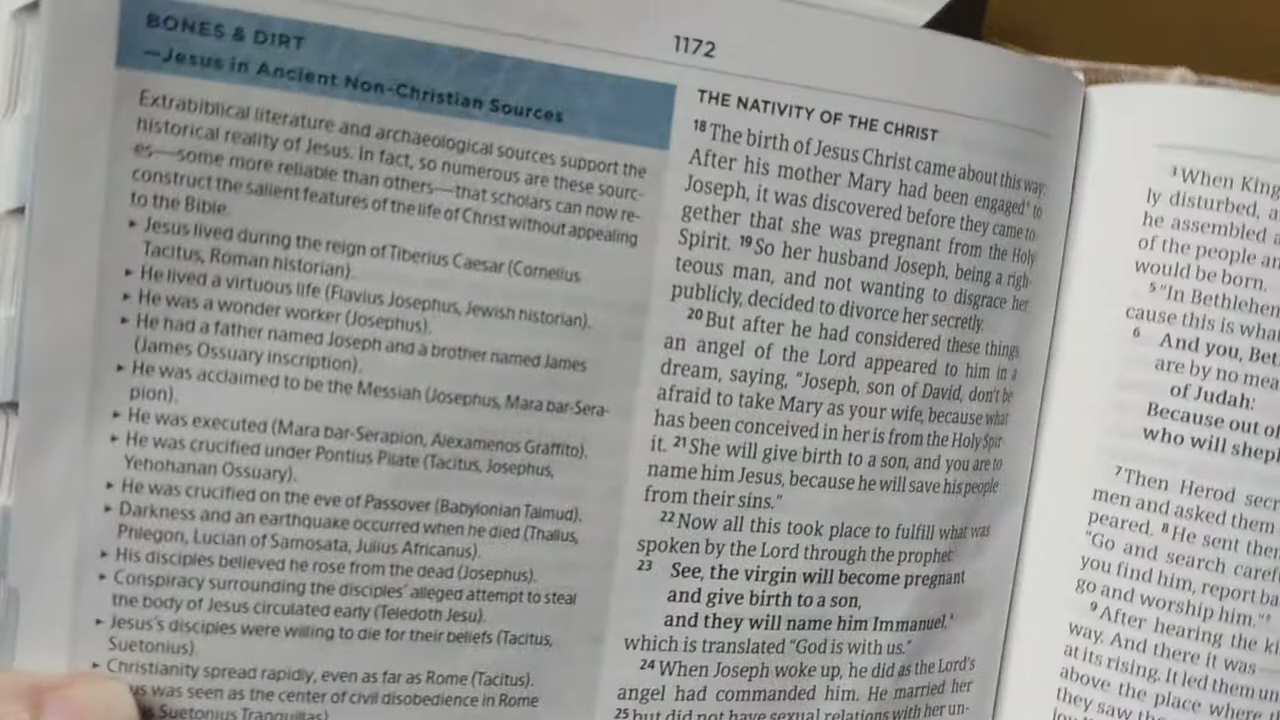 1172
BONES & DIRT
—Jesus in Ancient Non-Christian Sources
Extrabiblical literature and archaeological sources support the
historical reality of Jesus. In fact, so numerous are these sourc-
es—some more reliable than others—that scholars can now re-
construct the salient features of the life of Christ without appealing
to the Bible.
▸ Jesus lived during the reign of Tiberius Caesar (Cornelius
Tacitus, Roman historian).
▸ He lived a virtuous life (Flavius Josephus, Jewish historian).
▸ He was a wonder worker (Josephus).
▸ He had a father named Joseph and a brother named James
(James Ossuary inscription).
▸ He was acclaimed to be the Messiah (Josephus, Mara bar-Sera-
pion).
▸ He was executed (Mara bar-Serapion, Alexamenos Graffito).
▸ He was crucified under Pontius Pilate (Tacitus, Josephus,
Yehohanan Ossuary).
▸ He was crucified on the eve of Passover (Babylonian Talmud).
▸ Darkness and an earthquake occurred when he died (Thallus,
Phlegon, Lucian of Samosata, Julius Africanus).
▸ His disciples believed he rose from the dead (Josephus).
▸ Conspiracy surrounding the disciples' alleged attempt to steal
the body of Jesus circulated early (Teledoth Jesu).
▸ Jesus's disciples were willing to die for their beliefs (Tacitus,
Suetonius).
▸ Christianity spread rapidly, even as far as Rome (Tacitus).
was seen as the center of civil disobedience in Rome
Suetonius Tranquillas)
THE NATIVITY OF THE CHRIST
18 The birth of Jesus Christ came about this way:
After his mother Mary had been engaged to
Joseph, it was discovered before they came to-
gether that she was pregnant from the Holy
Spirit. 19 So her husband Joseph, being a righ-
teous man, and not wanting to disgrace her
publicly, decided to divorce her secretly.
20 But after he had considered these things,
an angel of the Lord appeared to him in a
dream, saying, "Joseph, son of David, don't be
afraid to take Mary as your wife, because what
has been conceived in her is from the Holy Spir-
it. 21 She will give birth to a son, and you are to
name him Jesus, because he will save his people
from their sins."
22 Now all this took place to fulfill what was
spoken by the Lord through the prophet:
23 See, the virgin will become pregnant
and give birth to a son,
and they will name him Immanuel,
which is translated "God is with us."
24 When Joseph woke up, he did as the Lord's
angel had commanded him. He married her
25 but did not have sexual relations with her un-
3 When King
ly disturbed,
he assembled
of the people
would be born.
5 "In Bethlehem
cause this is what
6 And you,
are by no
of Judah:
Because out of
who will
7 Then Herod
men and asked them
peared. 8 He sent
"Go and search
you find him, report
go and worship him."
9 After hearing the
way. And there it was
at its rising. It led them
above the place where
they saw